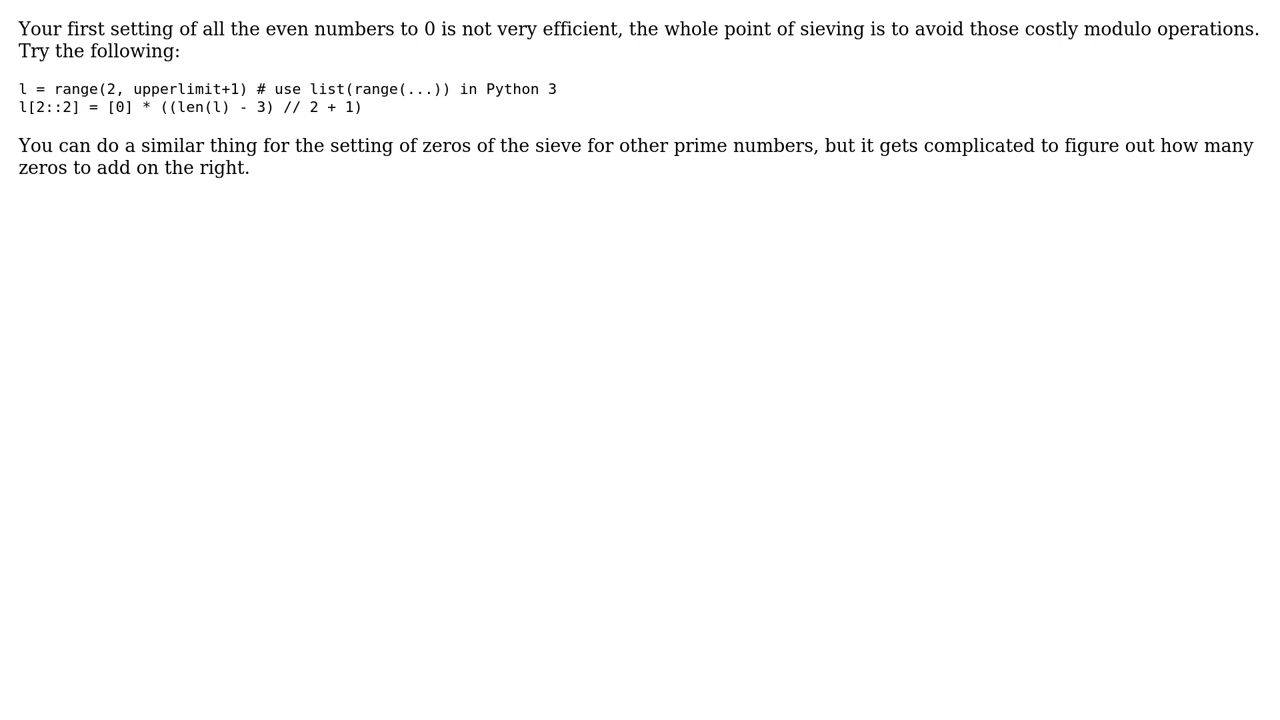 Your first setting of all the even numbers to 0 is not very efficient, the whole point of sieving is to avoid those costly modulo operations.
Try the following:
l = range(2, upperlimit+1) # use list(range(...)) in Python 3
l[2::2] = [0] * ((len(l) - 3) // 2 + 1)
You can do a similar thing for the setting of zeros of the sieve for other prime numbers, but it gets complicated to figure out how many
zeros to add on the right.